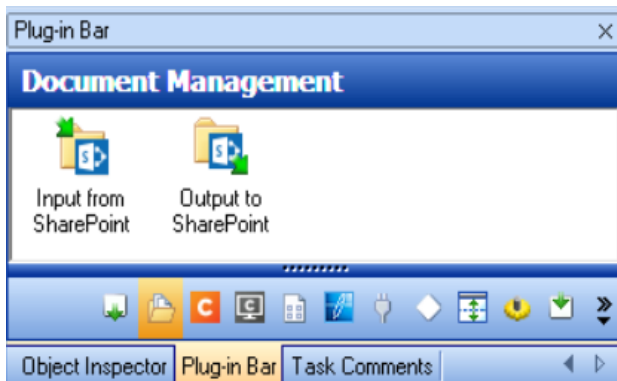 Plug-in Bar
Document Management
Input from
SharePoint
Output to
SharePoint
Object Inspector
Plug-in Bar
Task Comments